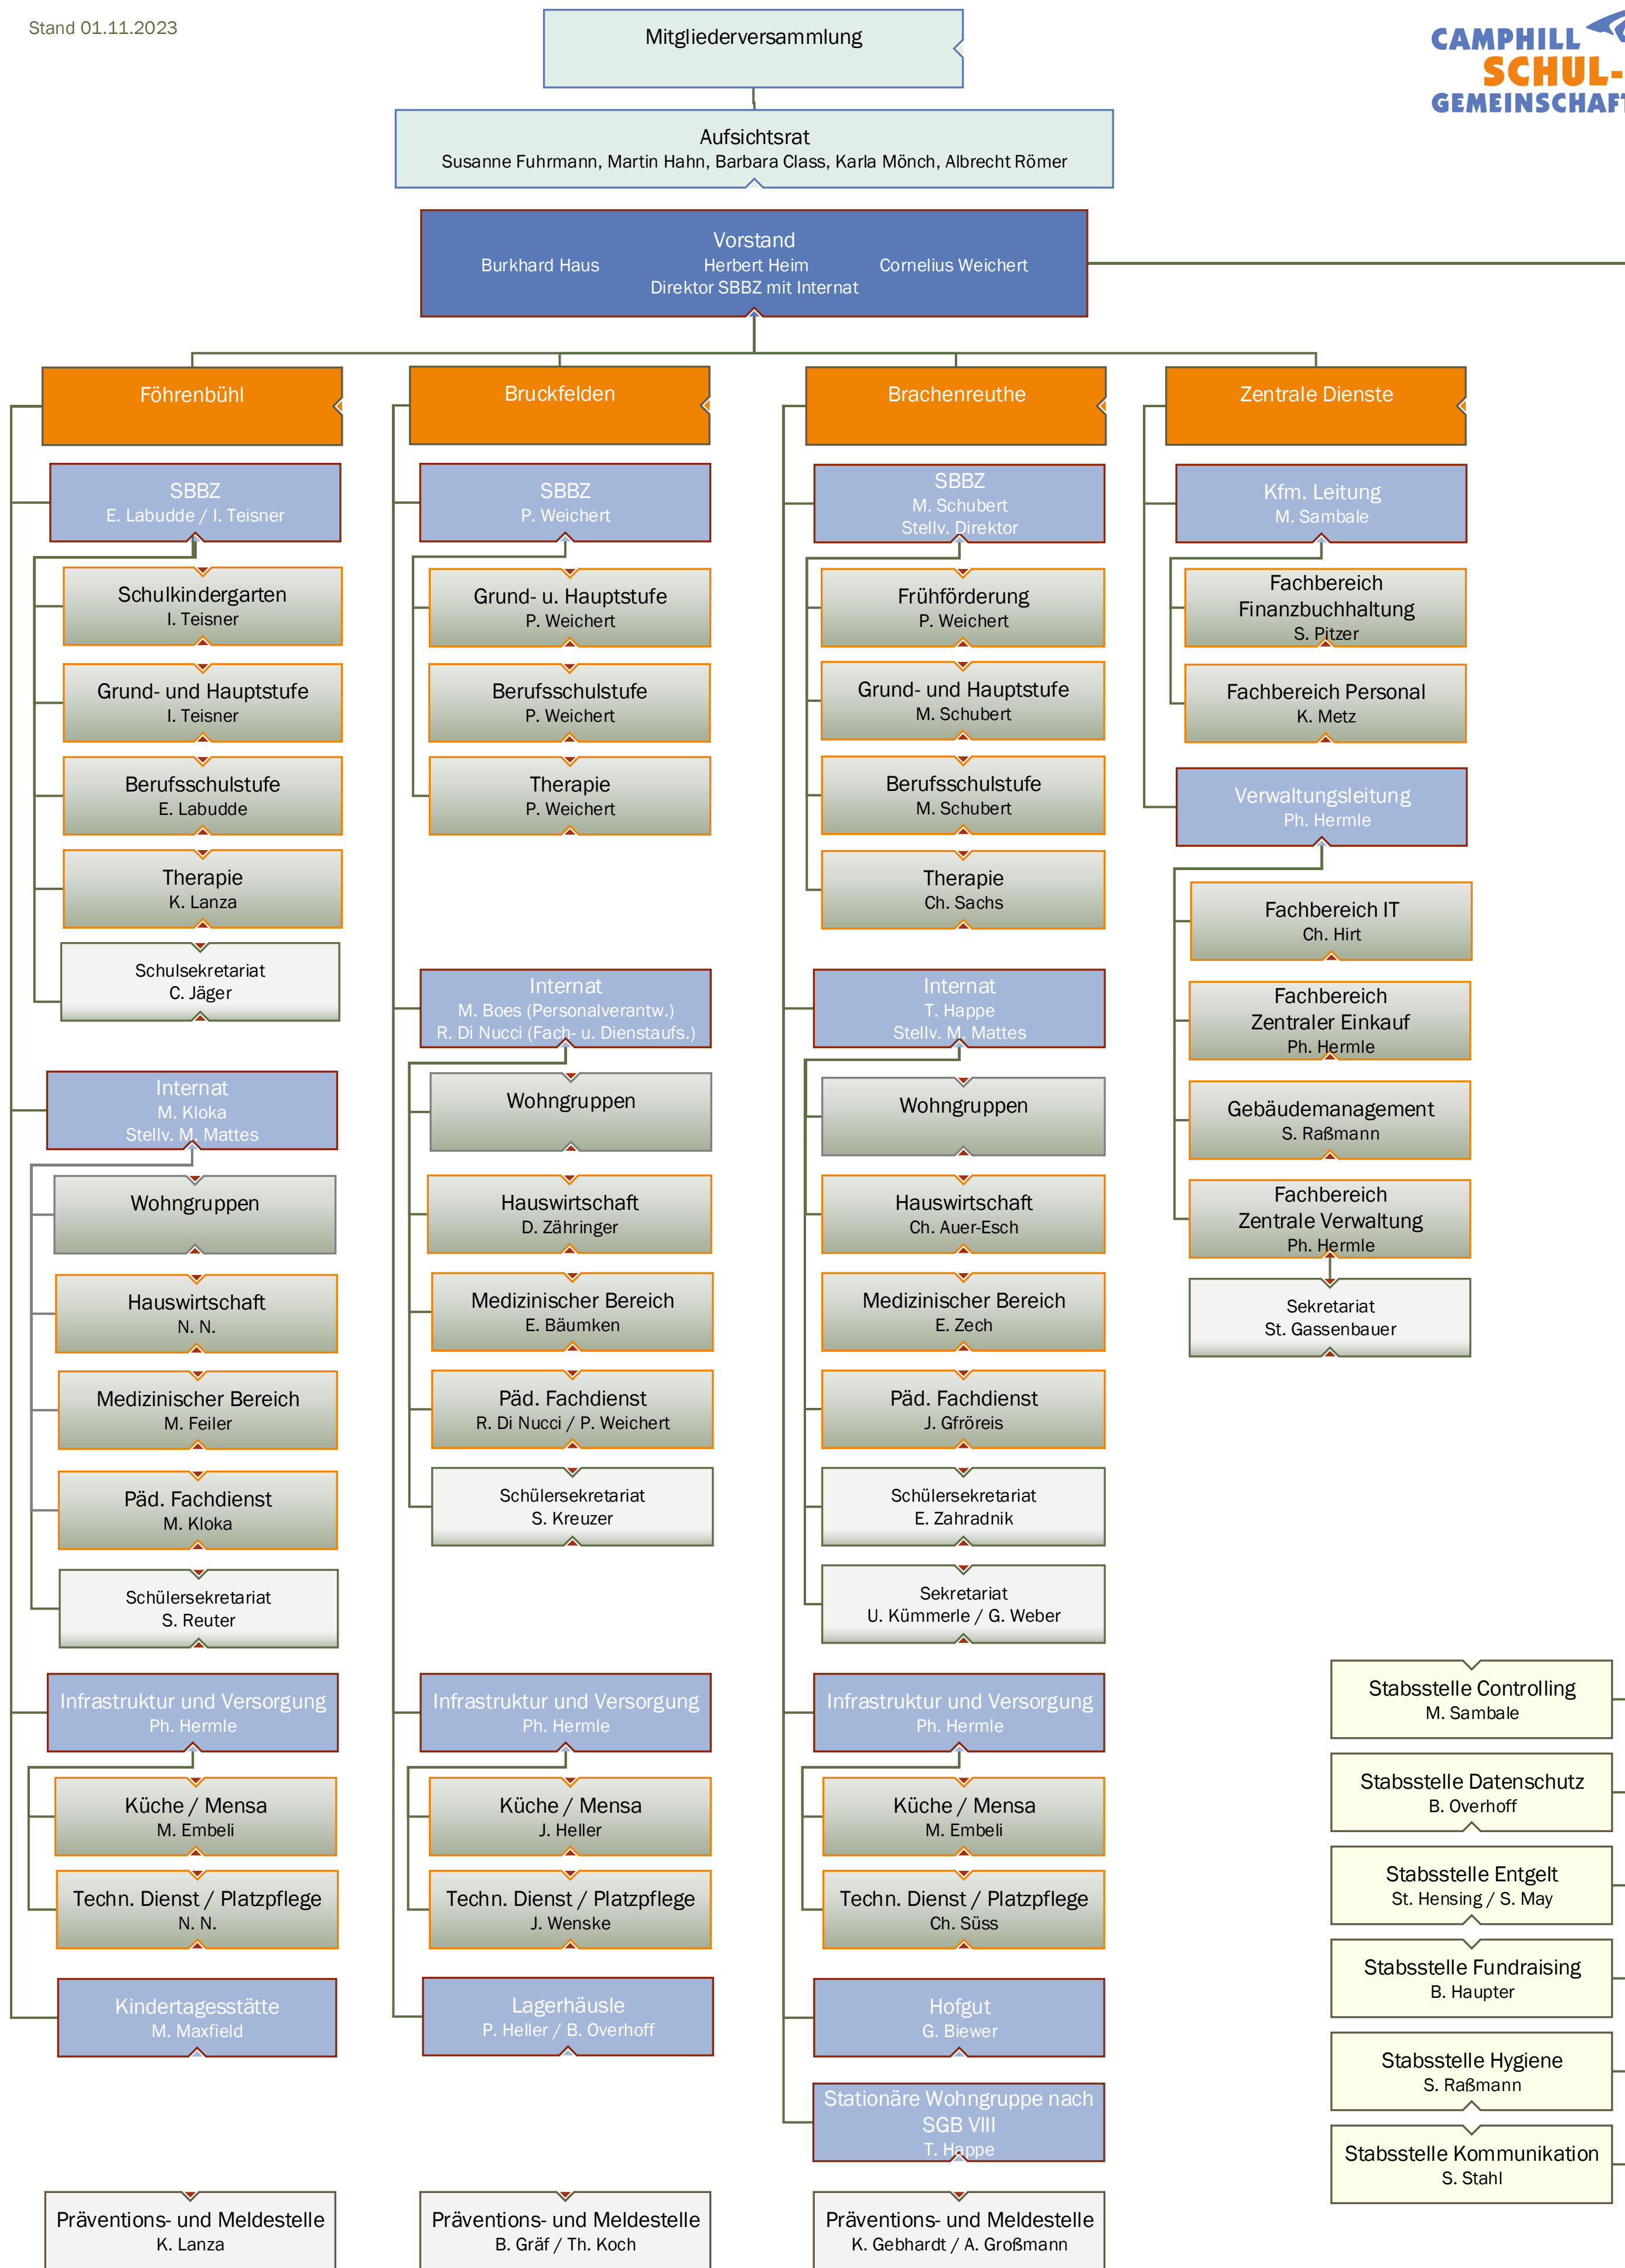 Stand 01.11.2023
CAMPHILL
SCHUL-
GEMEINSCHAFT
Mitgliederversammlung
Aufsichtsrat
Susanne Fuhrmann, Martin Hahn, Barbara Class, Karla Mönch, Albrecht Römer
Vorstand
Burkhard Haus Herbert Heim Cornelius Weichert
Direktor SBBZ mit Internat
Föhrenbühl
SBBZ
E. Labudde / I. Teisner
Schulkindergarten
I. Teisner
Grund- und Hauptstufe
I. Teisner
Berufsschulstufe
E. Labudde
Therapie
K. Lanza
Schulsekretariat
C. Jäger
Internat
M. Kloka
Stellv. M. Mattes
Wohngruppen
Hauswirtschaft
N. N.
Medizinischer Bereich
M. Feiler
Päd. Fachdienst
M. Kloka
Schülersekretariat
S. Reuter
Infrastruktur und Versorgung
Ph. Hermle
Küche / Mensa
M. Embeli
Techn. Dienst / Platzpflege
N. N.
Kindertagesstätte
M. Maxfield
Präventions- und Meldestelle
K. Lanza
Bruckfelden
SBBZ
P. Weichert
Grund- u. Hauptstufe
P. Weichert
Berufsschulstufe
P. Weichert
Therapie
P. Weichert
Internat
M. Boes (Personalverantw.)
R. Di Nucci (Fach- u. Dienstaufs.)
Wohngruppen
Hauswirtschaft
D. Zähringer
Medizinischer Bereich
E. Bäumken
Päd. Fachdienst
R. Di Nucci / P. Weichert
Schülersekretariat
S. Kreuzer
Infrastruktur und Versorgung
Ph. Hermle
Küche / Mensa
J. Heller
Techn. Dienst / Platzpflege
J. Wenske
Lagerhäusle
P. Heller / B. Overhoff
Präventions- und Meldestelle
B. Gräf / Th. Koch
Brachenreuthe
SBBZ
M. Schubert
Stellv. Direktor
Frühförderung
P. Weichert
Grund- und Hauptstufe
M. Schubert
Berufsschulstufe
M. Schubert
Therapie
Ch. Sachs
Internat
T. Happe
Stellv. M. Mattes
Wohngruppen
Hauswirtschaft
Ch. Auer-Esch
Medizinischer Bereich
E. Zech
Päd. Fachdienst
J. Gfröreis
Schülersekretariat
E. Zahradnik
Sekretariat
U. Kümmerle / G. Weber
Infrastruktur und Versorgung
Ph. Hermle
Küche / Mensa
M. Embeli
Techn. Dienst / Platzpflege
Ch. Süss
Hofgut
G. Biewer
Stationäre Wohngruppe nach
SGB VIII
T. Happe
Präventions- und Meldestelle
K. Gebhardt / A. Großmann
Zentrale Dienste
Kfm. Leitung
M. Sambale
Fachbereich
Finanzbuchhaltung
S. Pitzer
Fachbereich Personal
K. Metz
Verwaltungsleitung
Ph. Hermle
Fachbereich IT
Ch. Hirt
Fachbereich
Zentraler Einkauf
Ph. Hermle
Gebäudemanagement
S. Raßmann
Fachbereich
Zentrale Verwaltung
Ph. Hermle
Sekretariat
St. Gassenbauer
Stabsstelle Controlling
M. Sambale
Stabsstelle Datenschutz
B. Overhoff
Stabsstelle Entgelt
St. Hensing / S. May
Stabsstelle Fundraising
B. Haupter
Stabsstelle Hygiene
S. Raßmann
Stabsstelle Kommunikation
S. Stahl